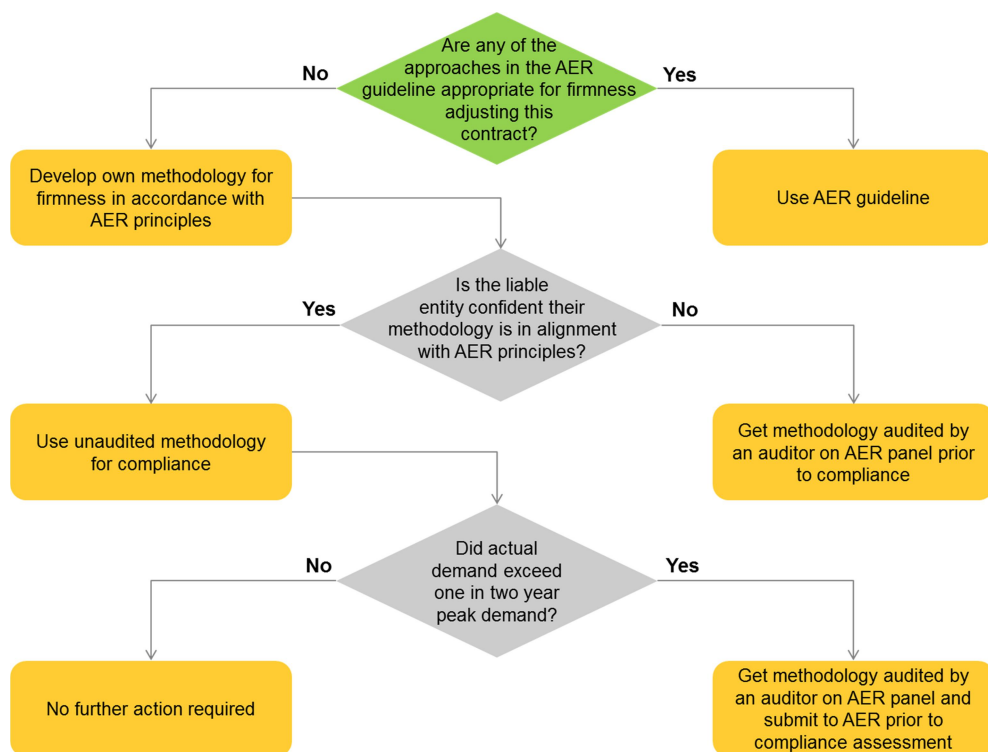 Are any of the
approaches in the AER
guideline appropriate for firmness
adjusting this
contract?
No
Yes
Develop own methodology for
firmness in accordance with
AER principles
Use AER guideline
Is the liable
entity confident their
methodology is in alignment
with AER principles?
Yes
No
Use unaudited methodology
for compliance
Get methodology audited by
an auditor on AER panel prior
to compliance
Did actual
demand exceed
one in two year
peak demand?
No
Yes
No further action required
Get methodology audited by
an auditor on AER panel and
submit to AER prior to
compliance assessment